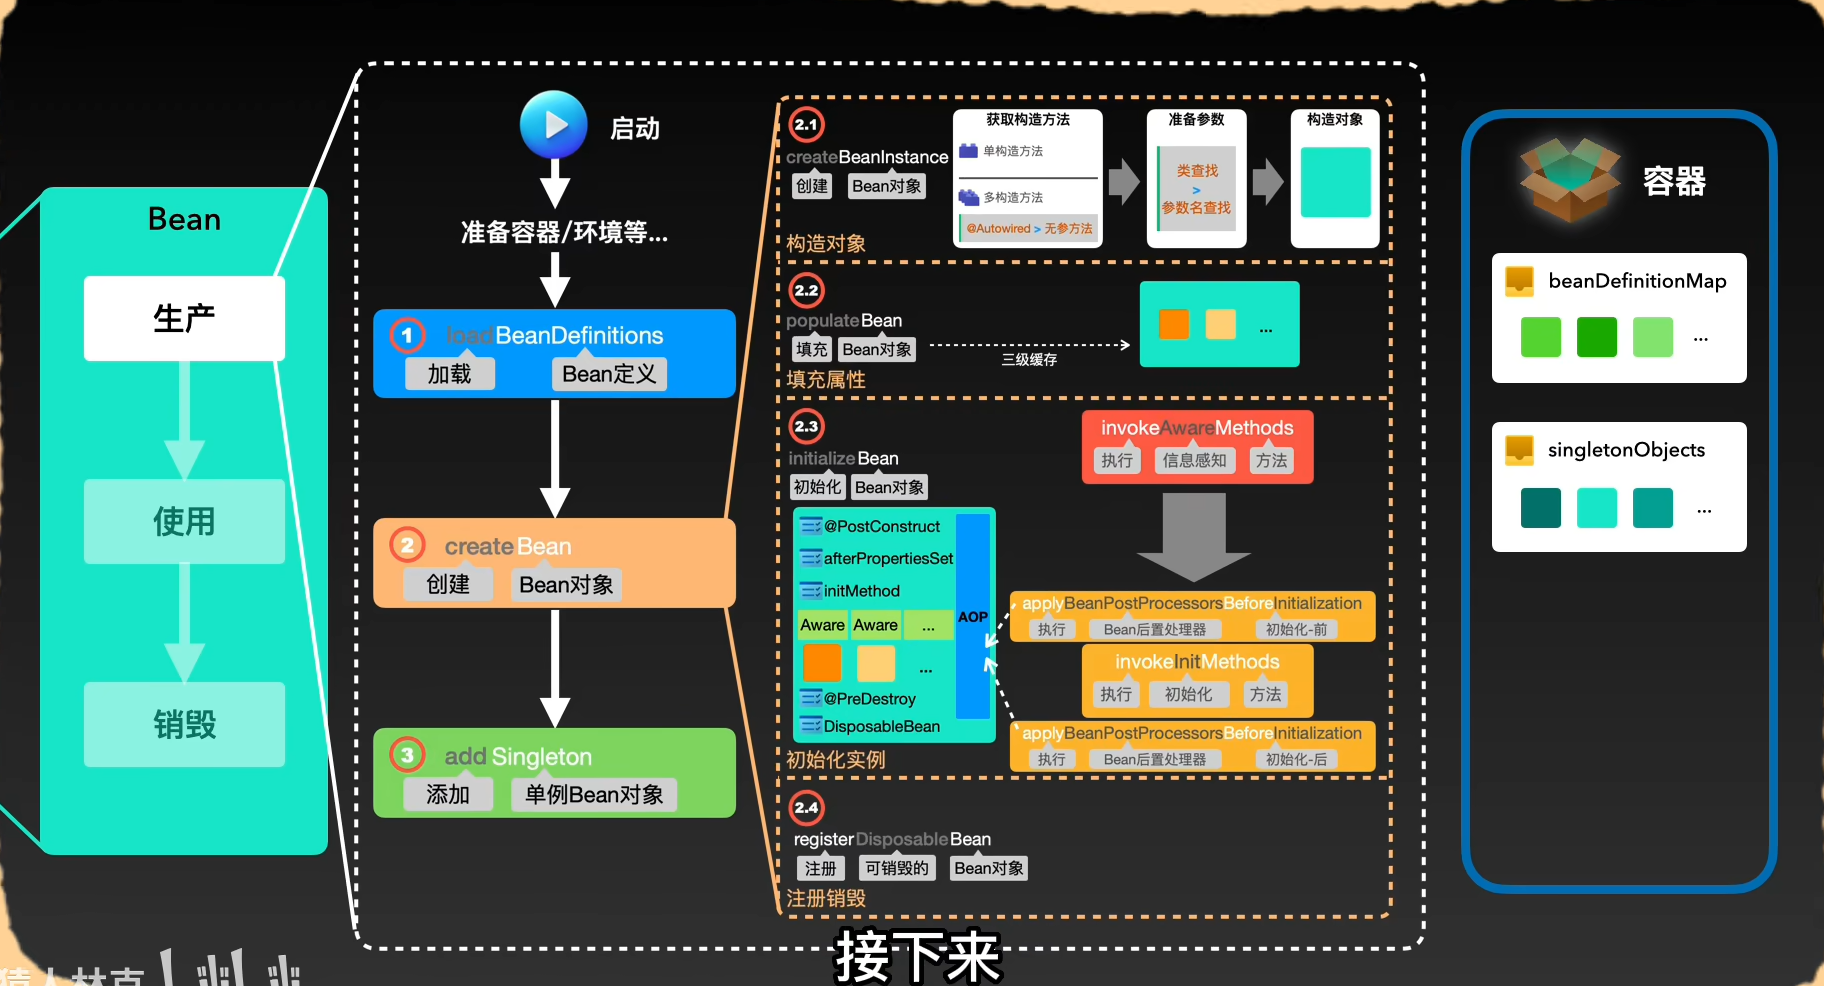 Bean
生产
使用
销毁
启动
准备容器/环境等...
1
loadBeanDefinitions
加载
Bean定义
2
createBean
创建
Bean对象
3
addSingleton
添加
单例Bean对象
2.1
createBeanInstance
创建
Bean对象
构造对象
获取构造方法
单构造方法
多构造方法
@Autowired > 无参方法
准备参数
类查找
>
参数名查找
构造对象
2.2
populateBean
填充
Bean对象
填充属性
三级缓存
...
2.3
initializeBean
初始化
Bean对象
@PostConstruct
afterPropertiesSet
initMethod
Aware
Aware
...
...
@PreDestroy
DisposableBean
AOP
初始化实例
invokeAwareMethods
执行
信息感知
方法
applyBeanPostProcessorsBeforeInitialization
执行
Bean后置处理器
初始化-前
invokeInitMethods
执行
初始化
方法
applyBeanPostProcessorsBeforeInitialization
执行
Bean后置处理器
初始化-后
2.4
registerDisposableBean
注册
可销毁的
Bean对象
注册销毁
容器
beanDefinitionMap
...
singletonObjects
...
接下来